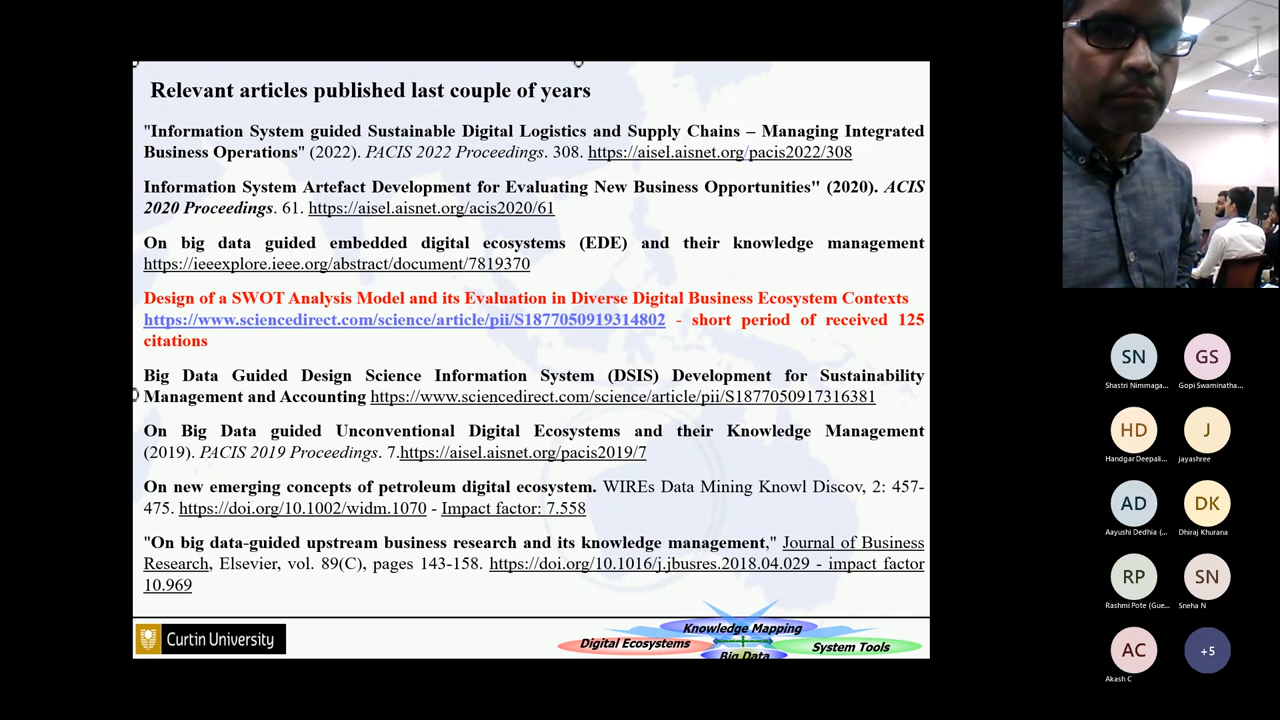 Relevant articles published last couple of years
"Information System guided Sustainable Digital Logistics and Supply Chains – Managing Integrated
Business Operations" (2022). PACIS 2022 Proceedings. 308. https://aisel.aisnet.org/pacis2022/308
Information System Artefact Development for Evaluating New Business Opportunities" (2020). ACIS
2020 Proceedings. 61. https://aisel.aisnet.org/acis2020/61
On big data guided embedded digital ecosystems (EDE) and their knowledge management
https://ieeexplore.ieee.org/abstract/document/7819370
Design of a SWOT Analysis Model and its Evaluation in Diverse Digital Business Ecosystem Contexts
https://www.sciencedirect.com/science/article/pii/S1877050919314802 - short period of received 125
citations
Big Data Guided Design Science Information System (DSIS) Development for Sustainability
Management and Accounting https://www.sciencedirect.com/science/article/pii/S1877050917316381
On Big Data guided Unconventional Digital Ecosystems and their Knowledge Management
(2019). PACIS 2019 Proceedings. 7.https://aisel.aisnet.org/pacis2019/7
On new emerging concepts of petroleum digital ecosystem. WIREs Data Mining Knowl Discov, 2: 457-
475. https://doi.org/10.1002/widm.1070 - Impact factor: 7.558
"On big data-guided upstream business research and its knowledge management," Journal of Business
Research, Elsevier, vol. 89(C), pages 143-158. https://doi.org/10.1016/j.jbusres.2018.04.029 - impact factor
10.969
Curtin University
Knowledge Mapping
Digital Ecosystems
System Tools
Big Data
SN
GS
Shastri Nimmaga...
Gopi Swaminatha...
HD
J
Handgar Deepali...
jayashree
AD
DK
Aayushi Dedhia (...
Dhiraj Khurana
RP
SN
Rashmi Pote (Gue...
Sneha N
AC
+5
Akash C